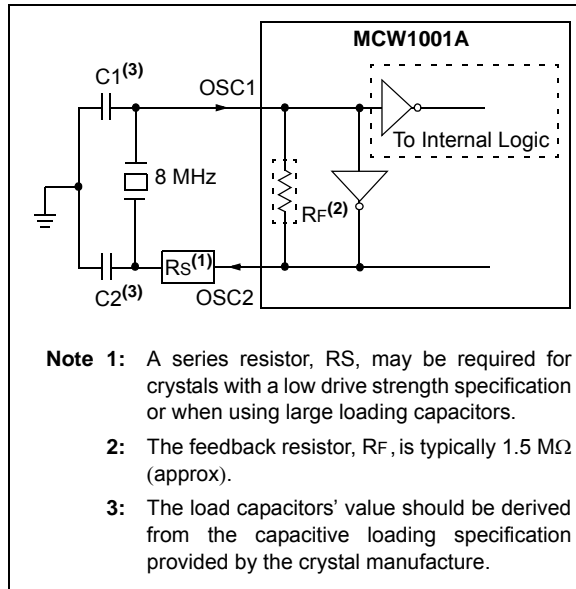 MCW1001A
C1(3)
OSC1
To Internal Logic
8 MHz
RF(2)
RS(1)
C2(3)
OSC2
Note 1: A series resistor, RS, may be required for
crystals with a low drive strength specification
or when using large loading capacitors.
2: The feedback resistor, RF, is typically 1.5 MΩ
(approx).
3: The load capacitors’ value should be derived
from the capacitive loading specification
provided by the crystal manufacture.